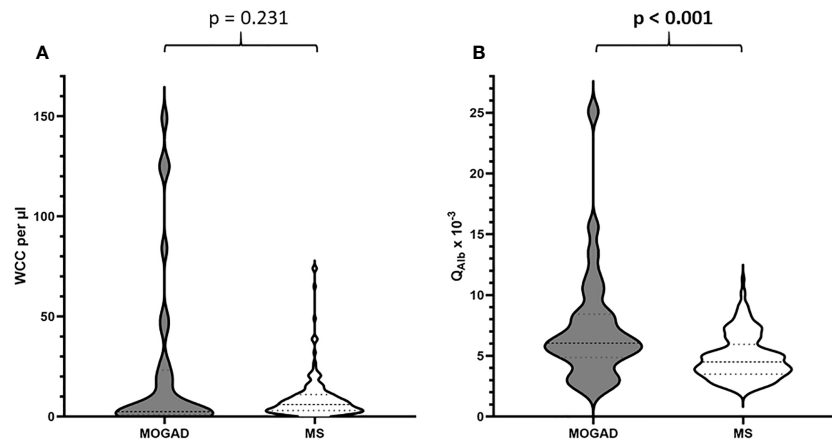 p = 0.231
A
WCC per µl
150
100
50
0
MOGAD
MS
p < 0.001
B
Q_Alb x 10^-3
25
20
15
10
5
0
MOGAD
MS